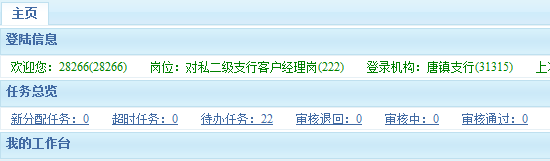 主页
登陆信息
欢迎您：28266(28266) 岗位：对私二级支行客户经理岗(222) 登录机构：唐镇支行(31315) 上
任务总览
新分配任务：0 超时任务：0 待办任务：22 审核退回：0 审核中：0 审核通过：0
我的工作台